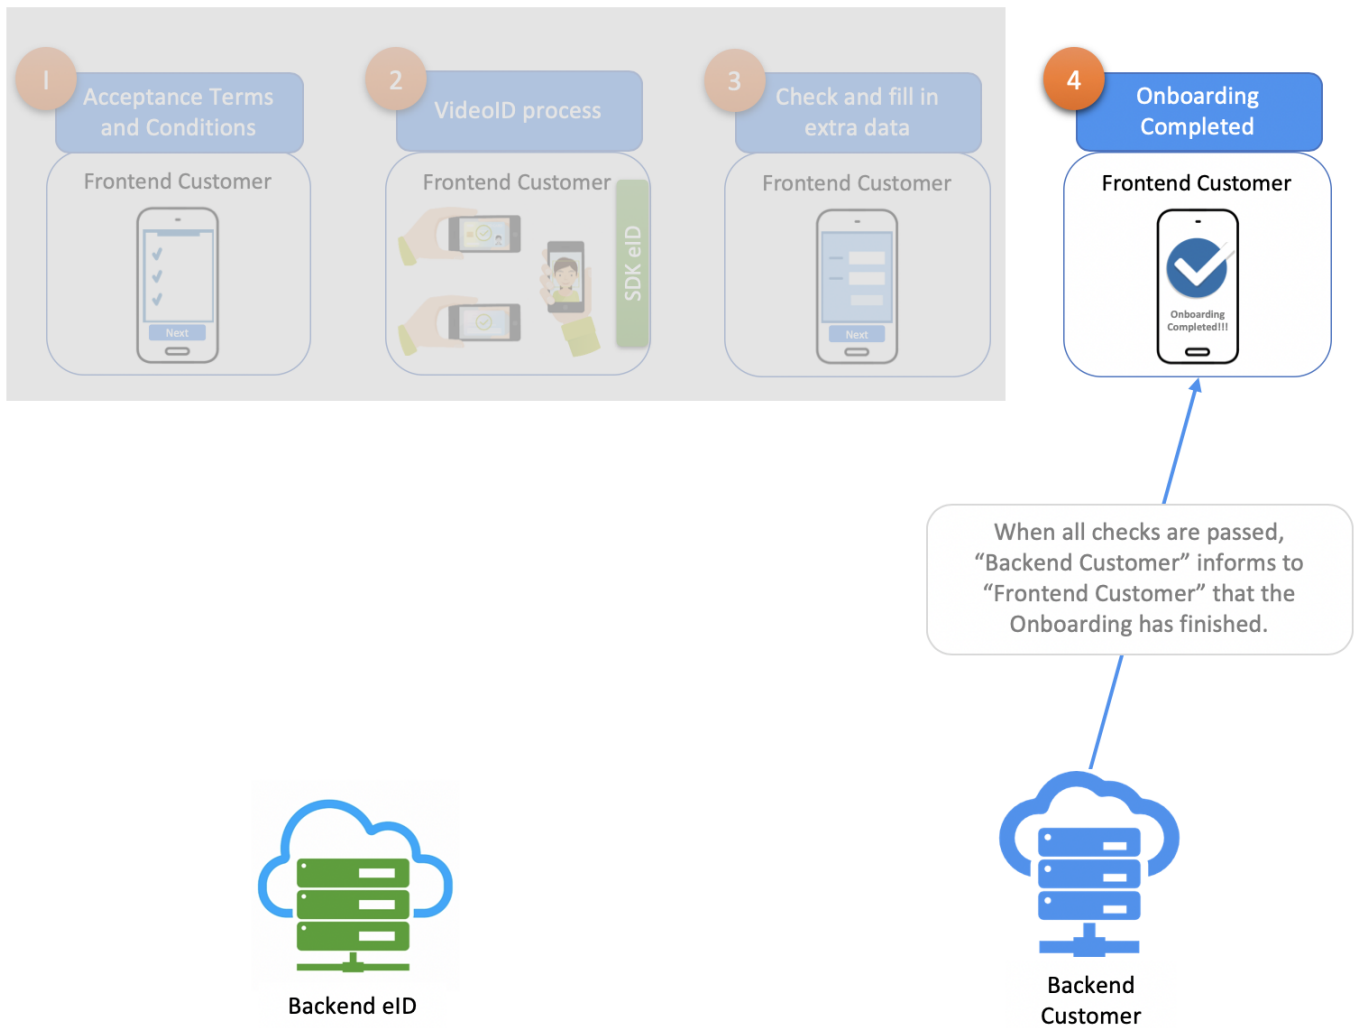 1
Acceptance Terms
and Conditions
Frontend Customer
Next
2
VideoID process
Frontend Customer
SDK eID
3
Check and fill in
extra data
Frontend Customer
Next
4
Onboarding
Completed
Frontend Customer
Onboarding
Completed!!!
When all checks are passed,
“Backend Customer” informs to
“Frontend Customer” that the
Onboarding has finished.
Backend eID
Backend
Customer